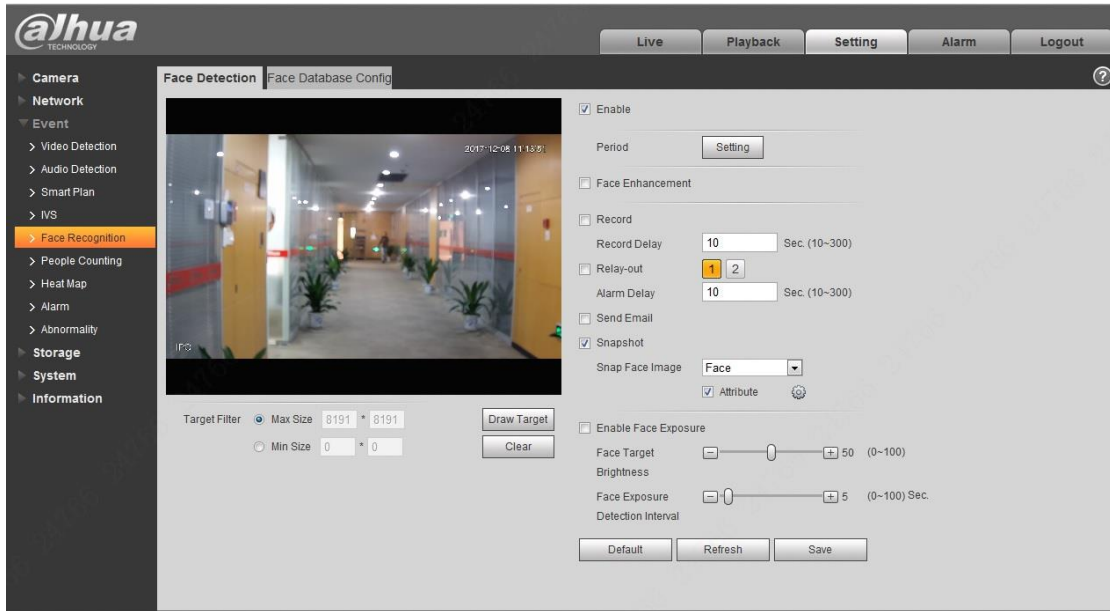 alhua
TECHNOLOGY
Live
Playback
Setting
Alarm
Logout
Camera
Network
Event
Video Detection
Audio Detection
Smart Plan
IVS
Face Recognition
People Counting
Heat Map
Alarm
Abnormality
Storage
System
Information
Face Detection
Face Database Config
?
2017-12-08 11:13:51
IPC
Target Filter
Max Size 8191 * 8191
Min Size 0 * 0
Draw Target
Clear
Enable
Period Setting
Face Enhancement
Record
Record Delay 10 Sec. (10~300)
Relay-out 1 2
Alarm Delay 10 Sec. (10~300)
Send Email
Snapshot
Snap Face Image Face
Attribute
Enable Face Exposure
Face Target 50 (0~100)
Brightness
Face Exposure 5 (0~100) Sec.
Detection Interval
Default
Refresh
Save